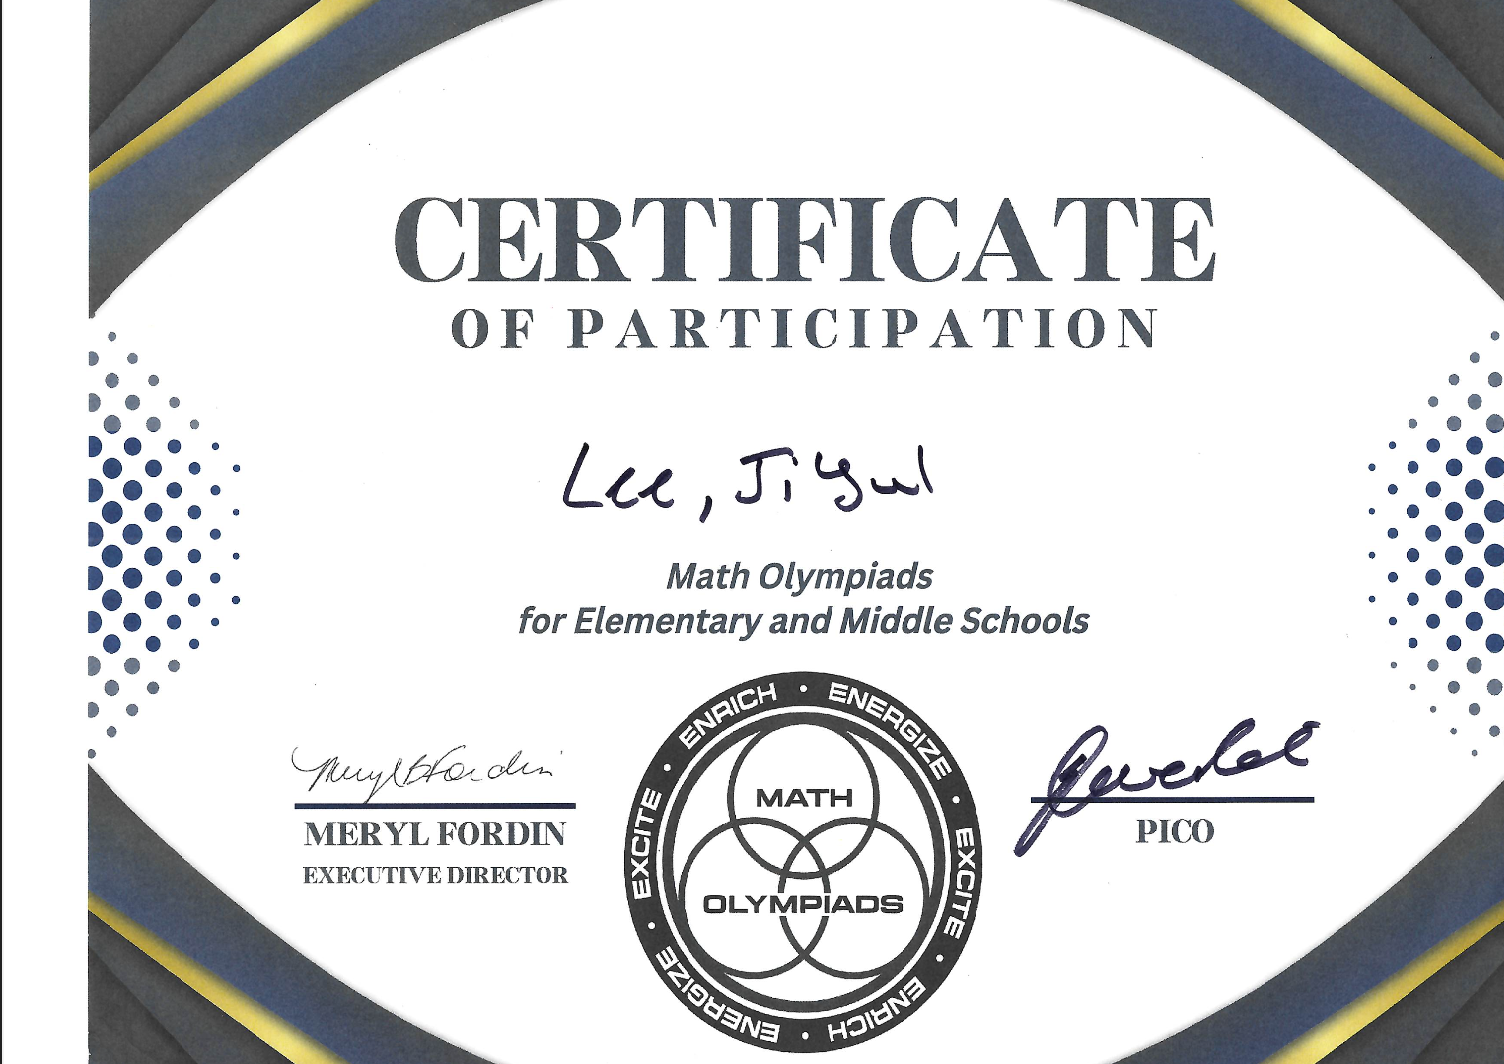 CERTIFICATE
OF PARTICIPATION
Lee, JiYul
Math Olympiads
for Elementary and Middle Schools
Meryl Fordin
MERYL FORDIN
EXECUTIVE DIRECTOR
ENRICH • ENERGIZE • EXCITE • ENRICH • ENERGIZE • EXCITE •
MATH
OLYMPIADS
PICO